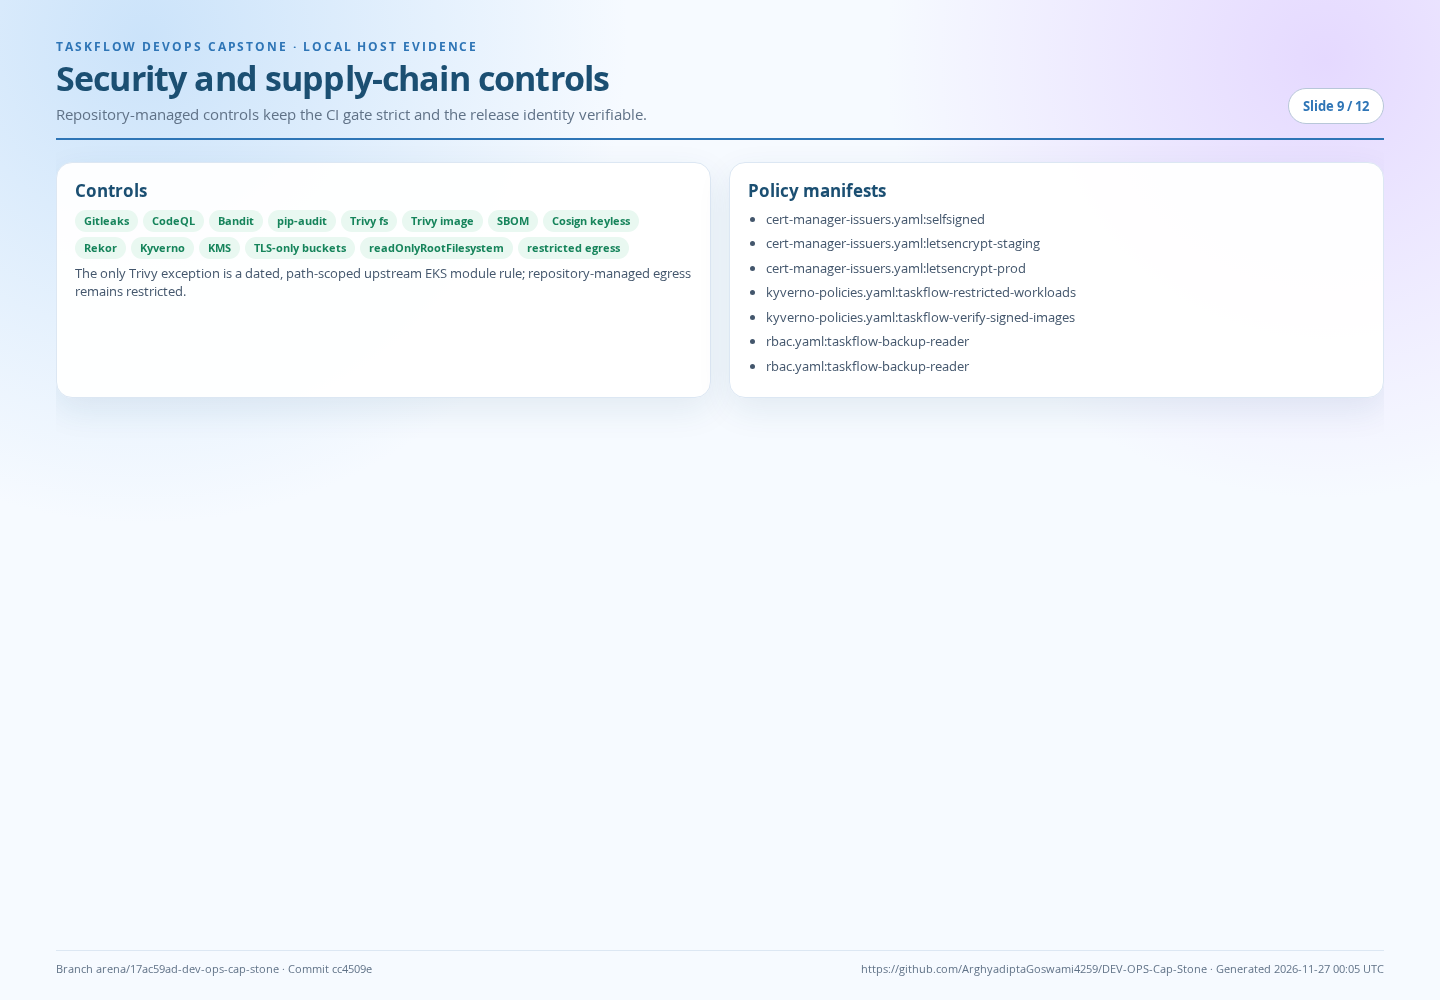 TASKFLOW DEVOPS CAPSTONE · LOCAL HOST EVIDENCE
Security and supply-chain controls
Repository-managed controls keep the CI gate strict and the release identity verifiable.
Slide 9 / 12
Controls
Gitleaks CodeQL Bandit pip-audit Trivy fs Trivy image SBOM Cosign keyless
Rekor Kyverno KMS TLS-only buckets readOnlyRootFilesystem restricted egress
The only Trivy exception is a dated, path-scoped upstream EKS module rule; repository-managed egress
remains restricted.
Policy manifests
• cert-manager-issuers.yaml:selfsigned
• cert-manager-issuers.yaml:letsencrypt-staging
• cert-manager-issuers.yaml:letsencrypt-prod
• kyverno-policies.yaml:taskflow-restricted-workloads
• kyverno-policies.yaml:taskflow-verify-signed-images
• rbac.yaml:taskflow-backup-reader
• rbac.yaml:taskflow-backup-reader
Branch arena/17ac59ad-dev-ops-cap-stone · Commit cc4509e
https://github.com/ArghyadiptaGoswami4259/DEV-OPS-Cap-Stone · Generated 2026-11-27 00:05 UTC